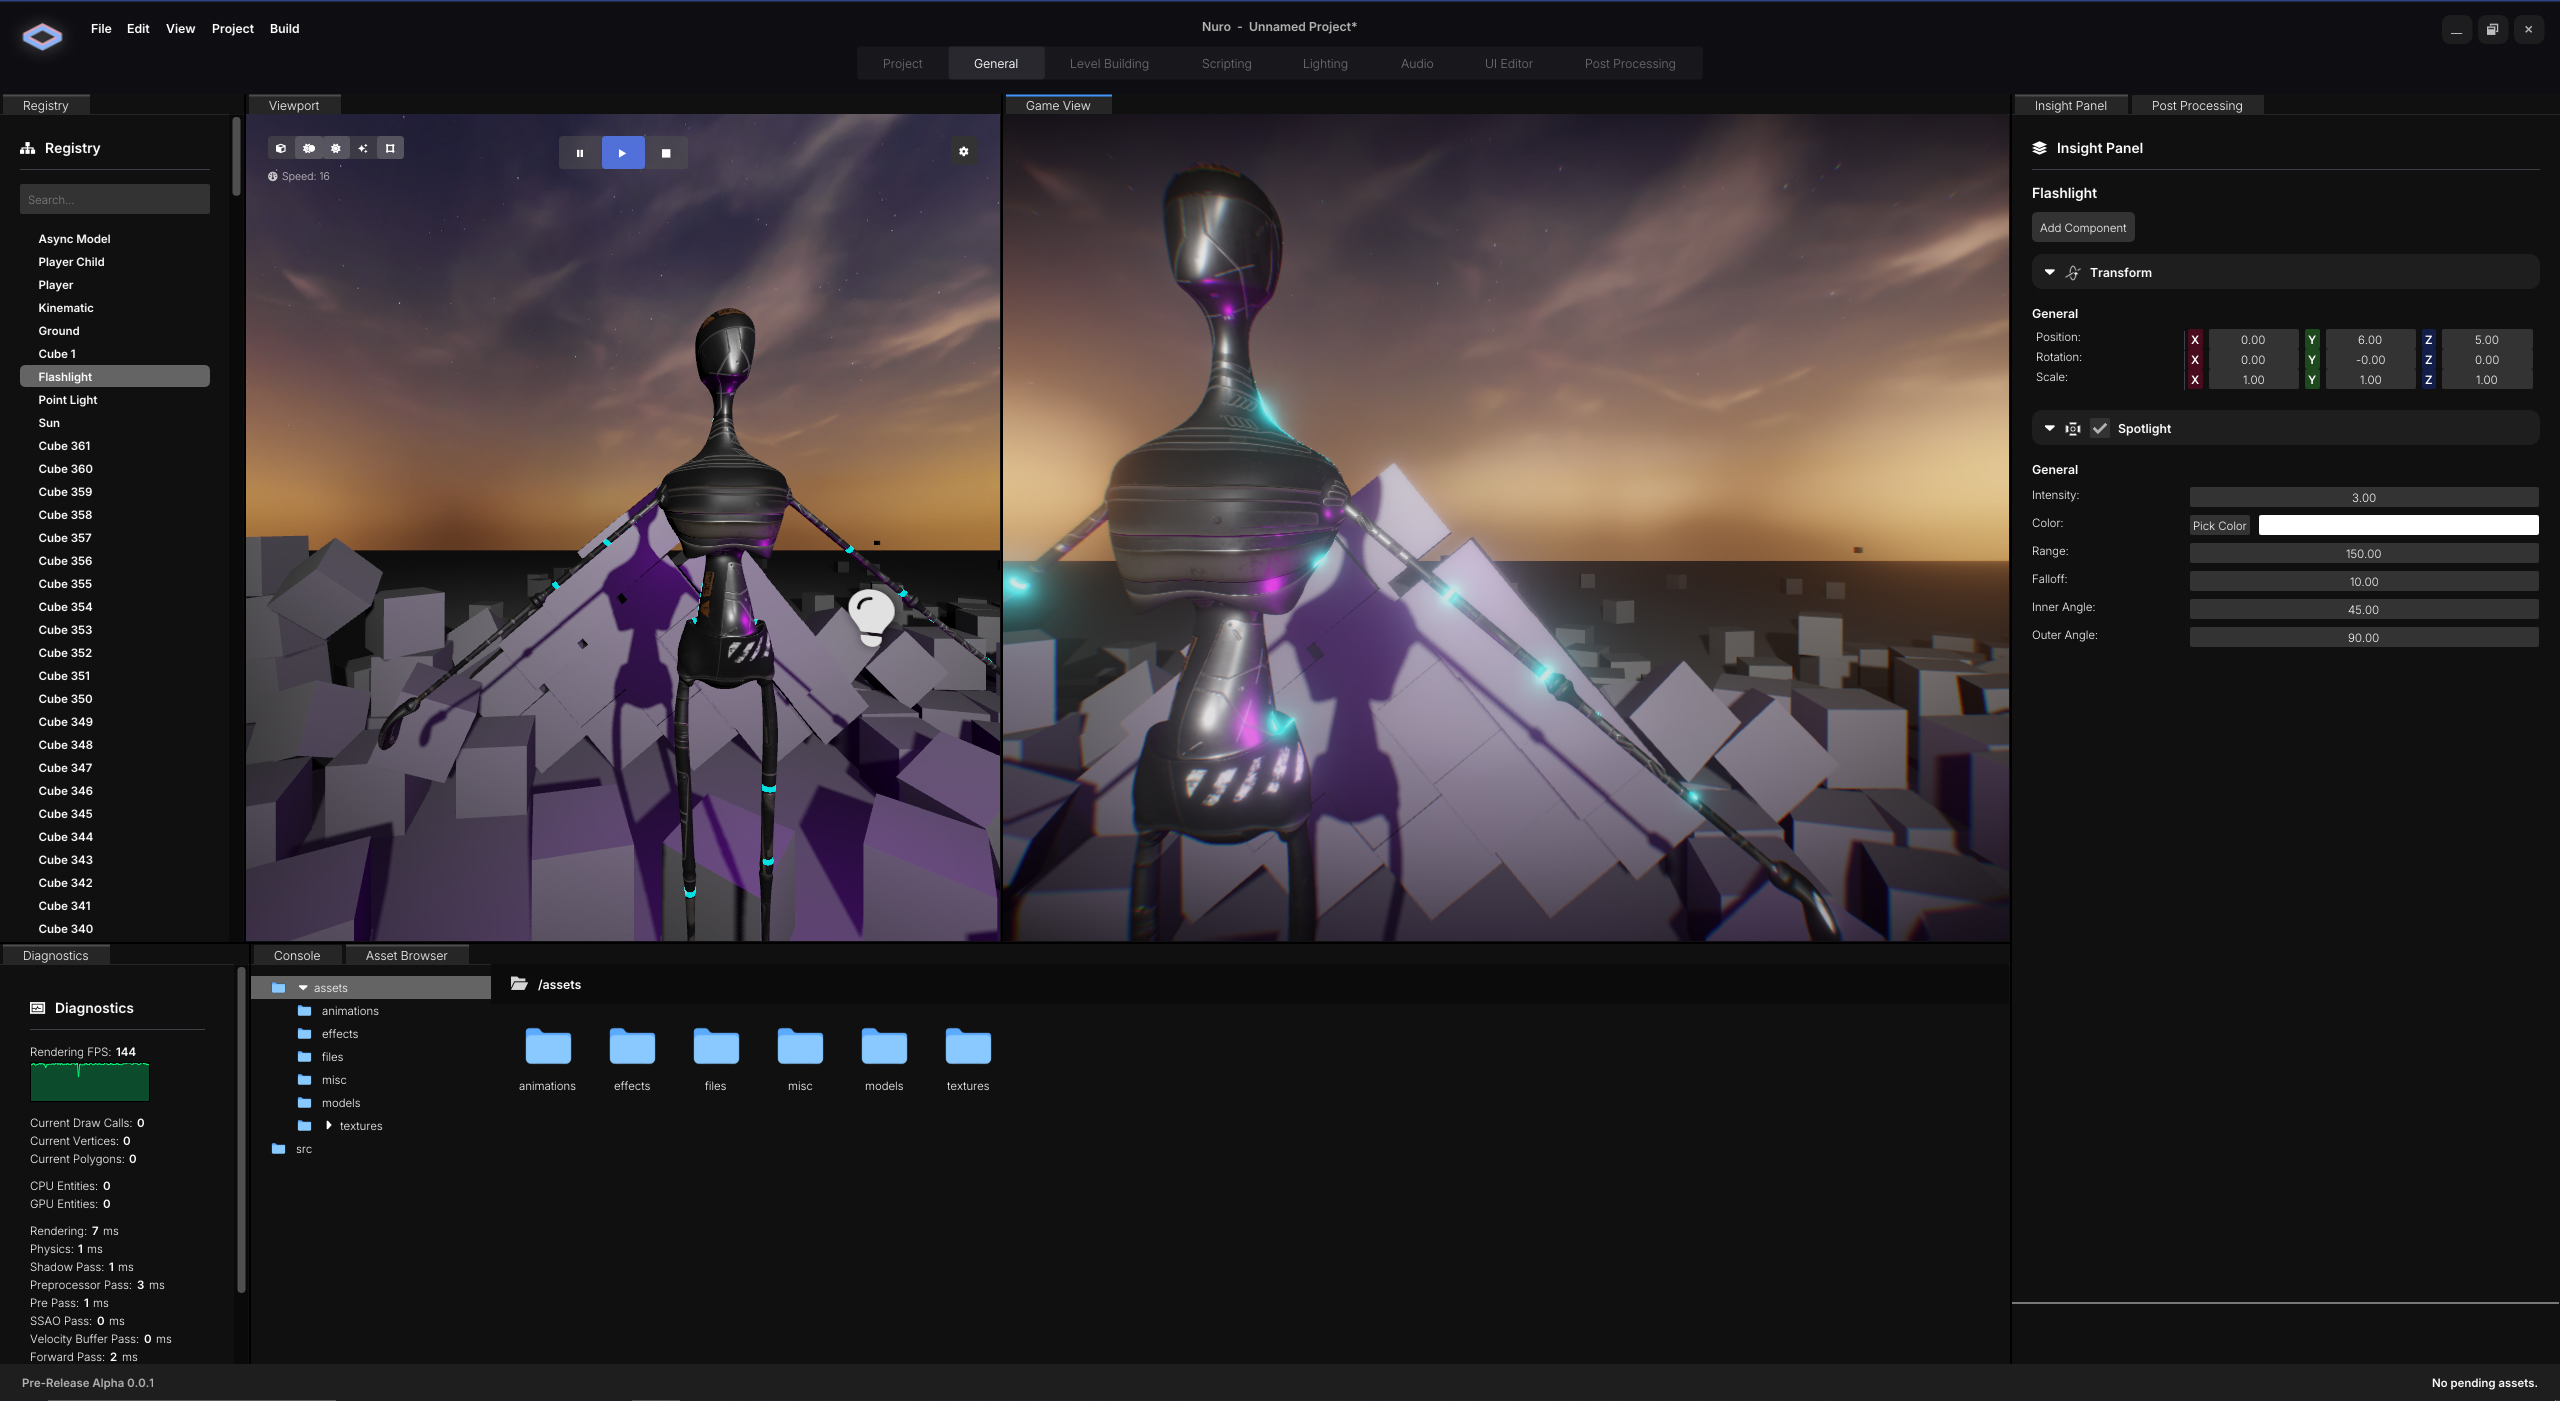 File Edit View Project Build
Nuro - Unnamed Project*
Project General Level Building Scripting Lighting Audio UI Editor Post Processing
Registry
Registry
Search...
Async Model
Player Child
Player
Kinematic
Ground
Cube 1
Flashlight
Point Light
Sun
Cube 361
Cube 360
Cube 359
Cube 358
Cube 357
Cube 356
Cube 355
Cube 354
Cube 353
Cube 352
Cube 351
Cube 350
Cube 349
Cube 348
Cube 347
Cube 346
Cube 345
Cube 344
Cube 343
Cube 342
Cube 341
Cube 340
Viewport
Speed: 16
Game View
Insight Panel Post Processing
Insight Panel
Flashlight
Add Component
Transform
General
Position: X 0.00 Y 6.00 Z 5.00
Rotation: X 0.00 Y -0.00 Z 0.00
Scale: X 1.00 Y 1.00 Z 1.00
Spotlight
General
Intensity: 3.00
Color: Pick Color
Range: 150.00
Falloff: 10.00
Inner Angle: 45.00
Outer Angle: 90.00
Diagnostics
Diagnostics
Rendering FPS: 144
Current Draw Calls: 0
Current Vertices: 0
Current Polygons: 0
CPU Entities: 0
GPU Entities: 0
Rendering: 7 ms
Physics: 1 ms
Shadow Pass: 1 ms
Preprocessor Pass: 3 ms
Pre Pass: 1 ms
SSAO Pass: 0 ms
Velocity Buffer Pass: 0 ms
Forward Pass: 2 ms
Console Asset Browser
assets
animations
effects
files
misc
models
textures
src
/assets
animations effects files misc models textures
Pre-Release Alpha 0.0.1
No pending assets.